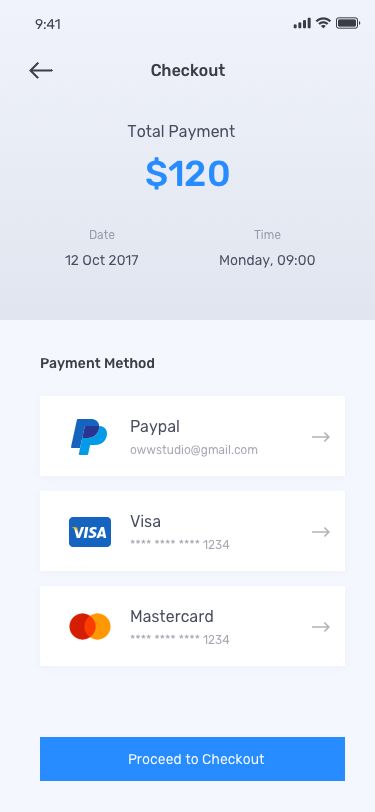 9:41
Checkout
Total Payment
$120
Date Time
12 Oct 2017 Monday, 09:00
Payment Method
Paypal
owwstudio@gmail.com
VISA
Visa
**** **** **** 1234
Mastercard
**** **** **** 1234
Proceed to Checkout